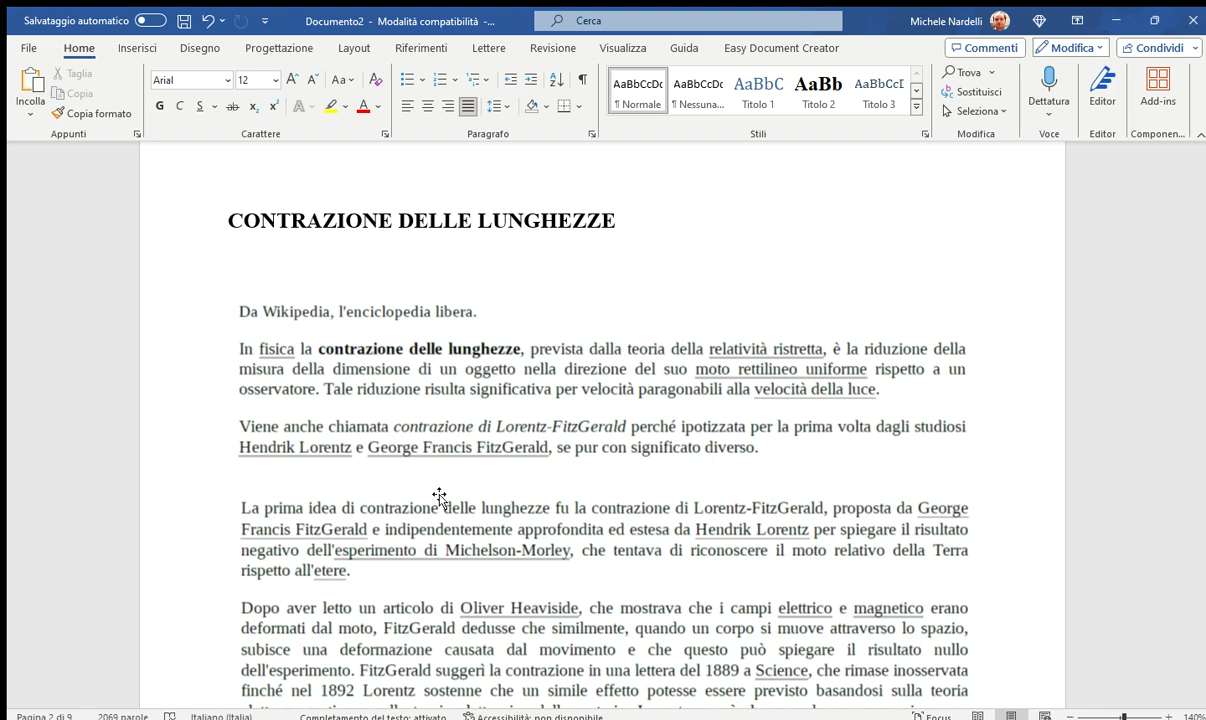 Salvataggio automatico Documento2 - Modalità compatibilità -... Cerca Michele Nardelli
File Home Inserisci Disegno Progettazione Layout Riferimenti Lettere Revisione Visualizza Guida Easy Document Creator Commenti Modifica Condividi
Incolla
Taglia
Copia
Copia formato
Appunti
Arial 12
Aa
G C S ab x₂ x² A A
Carattere
Paragrafo
AaBbCcDc AaBbCcDc AaBbC AaBb AaBbCcD
¶ Normale ¶ Nessuna... Titolo 1 Titolo 2 Titolo 3
Stili
Trova
Sostituisci
Seleziona
Modifica
Dettatura
Voce
Editor
Editor
Add-ins
Componen...
CONTRAZIONE DELLE LUNGHEZZE
Da Wikipedia, l'enciclopedia libera.
In fisica la contrazione delle lunghezze, prevista dalla teoria della relatività ristretta, è la riduzione della
misura della dimensione di un oggetto nella direzione del suo moto rettilineo uniforme rispetto a un
osservatore. Tale riduzione risulta significativa per velocità paragonabili alla velocità della luce.
Viene anche chiamata contrazione di Lorentz-FitzGerald perché ipotizzata per la prima volta dagli studiosi
Hendrik Lorentz e George Francis FitzGerald, se pur con significato diverso.
La prima idea di contrazione delle lunghezze fu la contrazione di Lorentz-FitzGerald, proposta da George
Francis FitzGerald e indipendentemente approfondita ed estesa da Hendrik Lorentz per spiegare il risultato
negativo dell'esperimento di Michelson-Morley, che tentava di riconoscere il moto relativo della Terra
rispetto all'etere.
Dopo aver letto un articolo di Oliver Heaviside, che mostrava che i campi elettrico e magnetico erano
deformati dal moto, FitzGerald dedusse che similmente, quando un corpo si muove attraverso lo spazio,
subisce una deformazione causata dal movimento e che questo può spiegare il risultato nullo
dell'esperimento. FitzGerald suggerì la contrazione in una lettera del 1889 a Science, che rimase inosservata
finché nel 1892 Lorentz sostenne che un simile effetto potesse essere previsto basandosi sulla teoria
Pagina 2 di 9 2069 parole Italiano (Italia) Completamento del testo: attivato Accessibilità: non disponibile Focus 140%